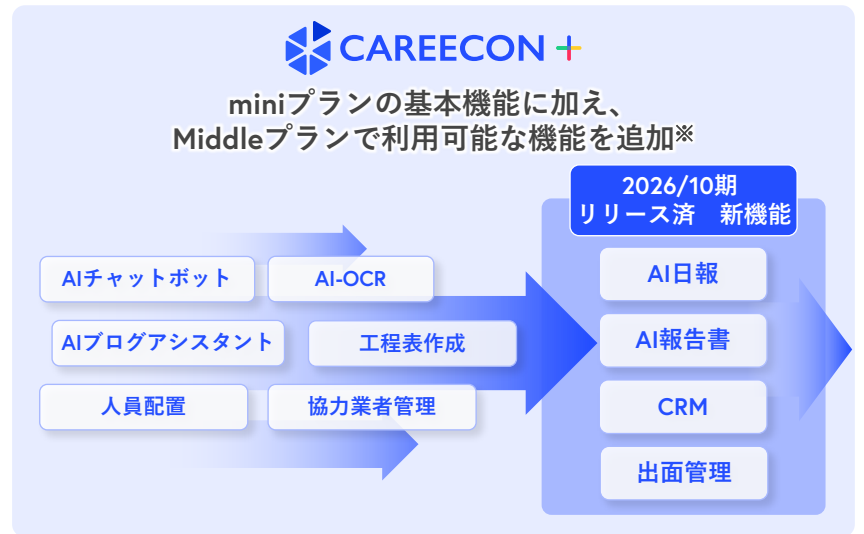 CAREECON +
miniプランの基本機能に加え、
Middleプランで利用可能な機能を追加※
2026/10期
リリース済　新機能
AIチャットボット
AI-OCR
AIブログアシスタント
工程表作成
人員配置
協力業者管理
AI日報
AI報告書
CRM
出面管理